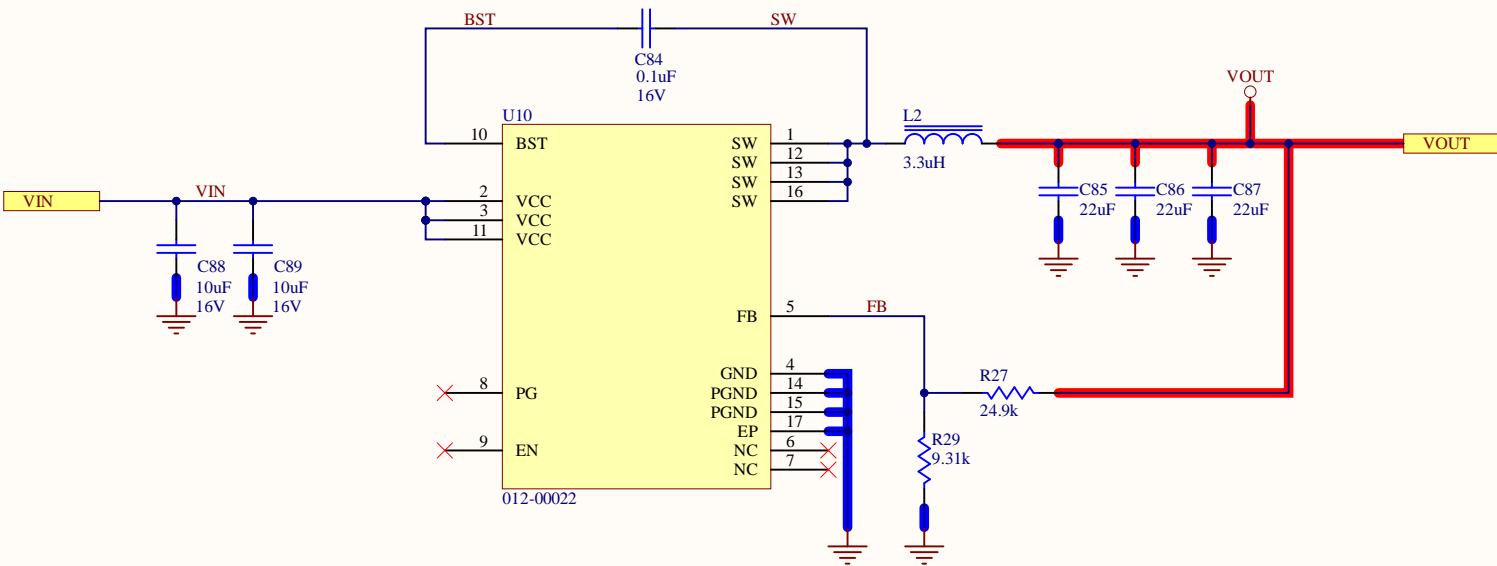 BST
SW
C84
0.1uF
16V
VOUT
U10
L2
3.3uH
10
BST
SW
1
SW
12
SW
13
SW
16
VOUT
C85
22uF
C86
22uF
C87
22uF
VIN
VIN
2
VCC
3
VCC
11
VCC
C88
10uF
16V
C89
10uF
16V
FB
5
FB
GND
4
PGND
14
PGND
15
EP
17
NC
6
NC
7
8
PG
9
EN
R27
24.9k
R29
9.31k
012-00022